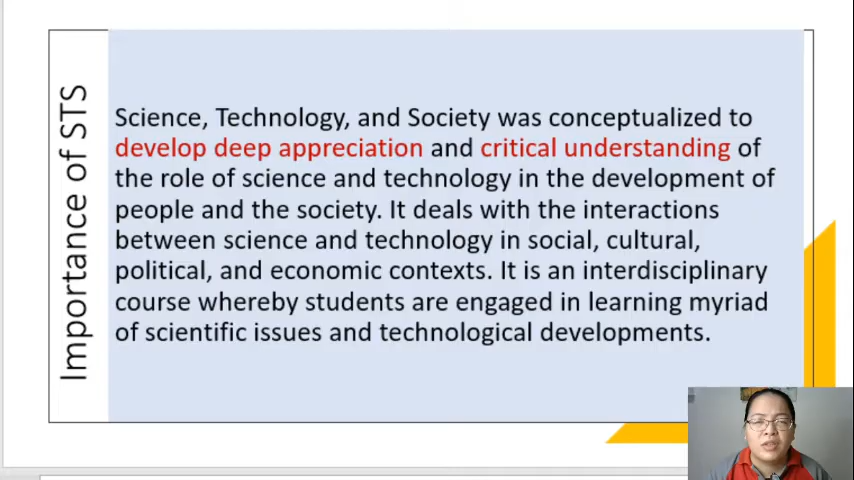 Importance of STS
Science, Technology, and Society was conceptualized to
develop deep appreciation and critical understanding of
the role of science and technology in the development of
people and the society. It deals with the interactions
between science and technology in social, cultural,
political, and economic contexts. It is an interdisciplinary
course whereby students are engaged in learning myriad
of scientific issues and technological developments.